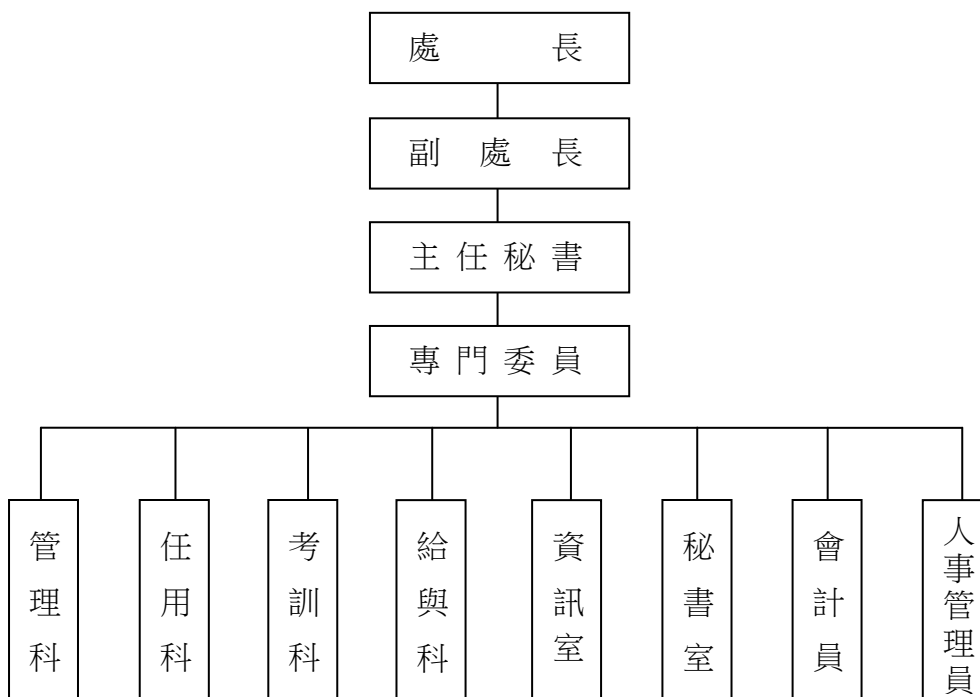 處長
副處長
主任秘書
專門委員
管理科
任用科
考訓科
給與科
資訊室
秘書室
會計員
人事管理員